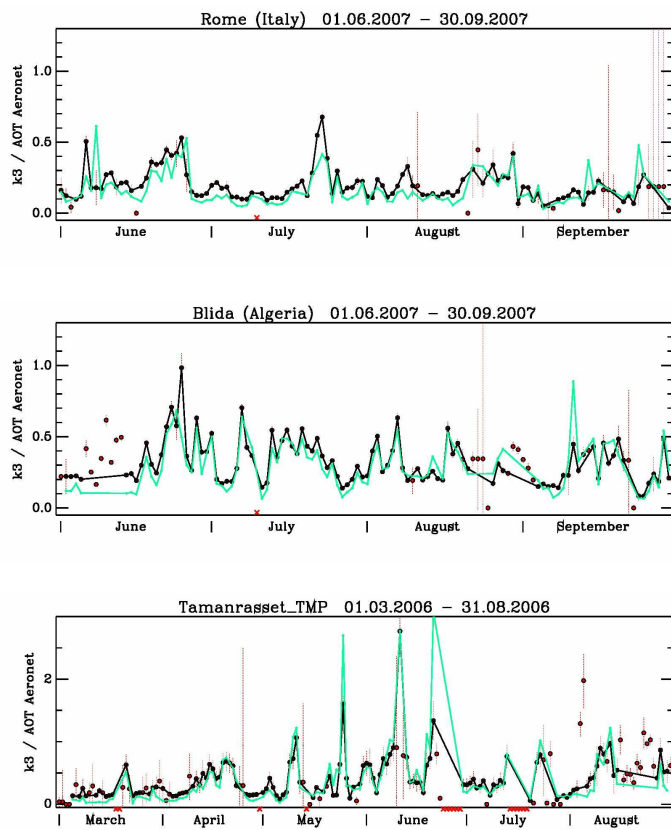 Rome (Italy) 01.06.2007 – 30.09.2007
k3 / AOT Aeronet
1.0
0.5
0.0
June July August September
Blida (Algeria) 01.06.2007 – 30.09.2007
k3 / AOT Aeronet
1.0
0.5
0.0
June July August September
Tamanrasset_TMP 01.03.2006 – 31.08.2006
k3 / AOT Aeronet
2
0
March April May June July August